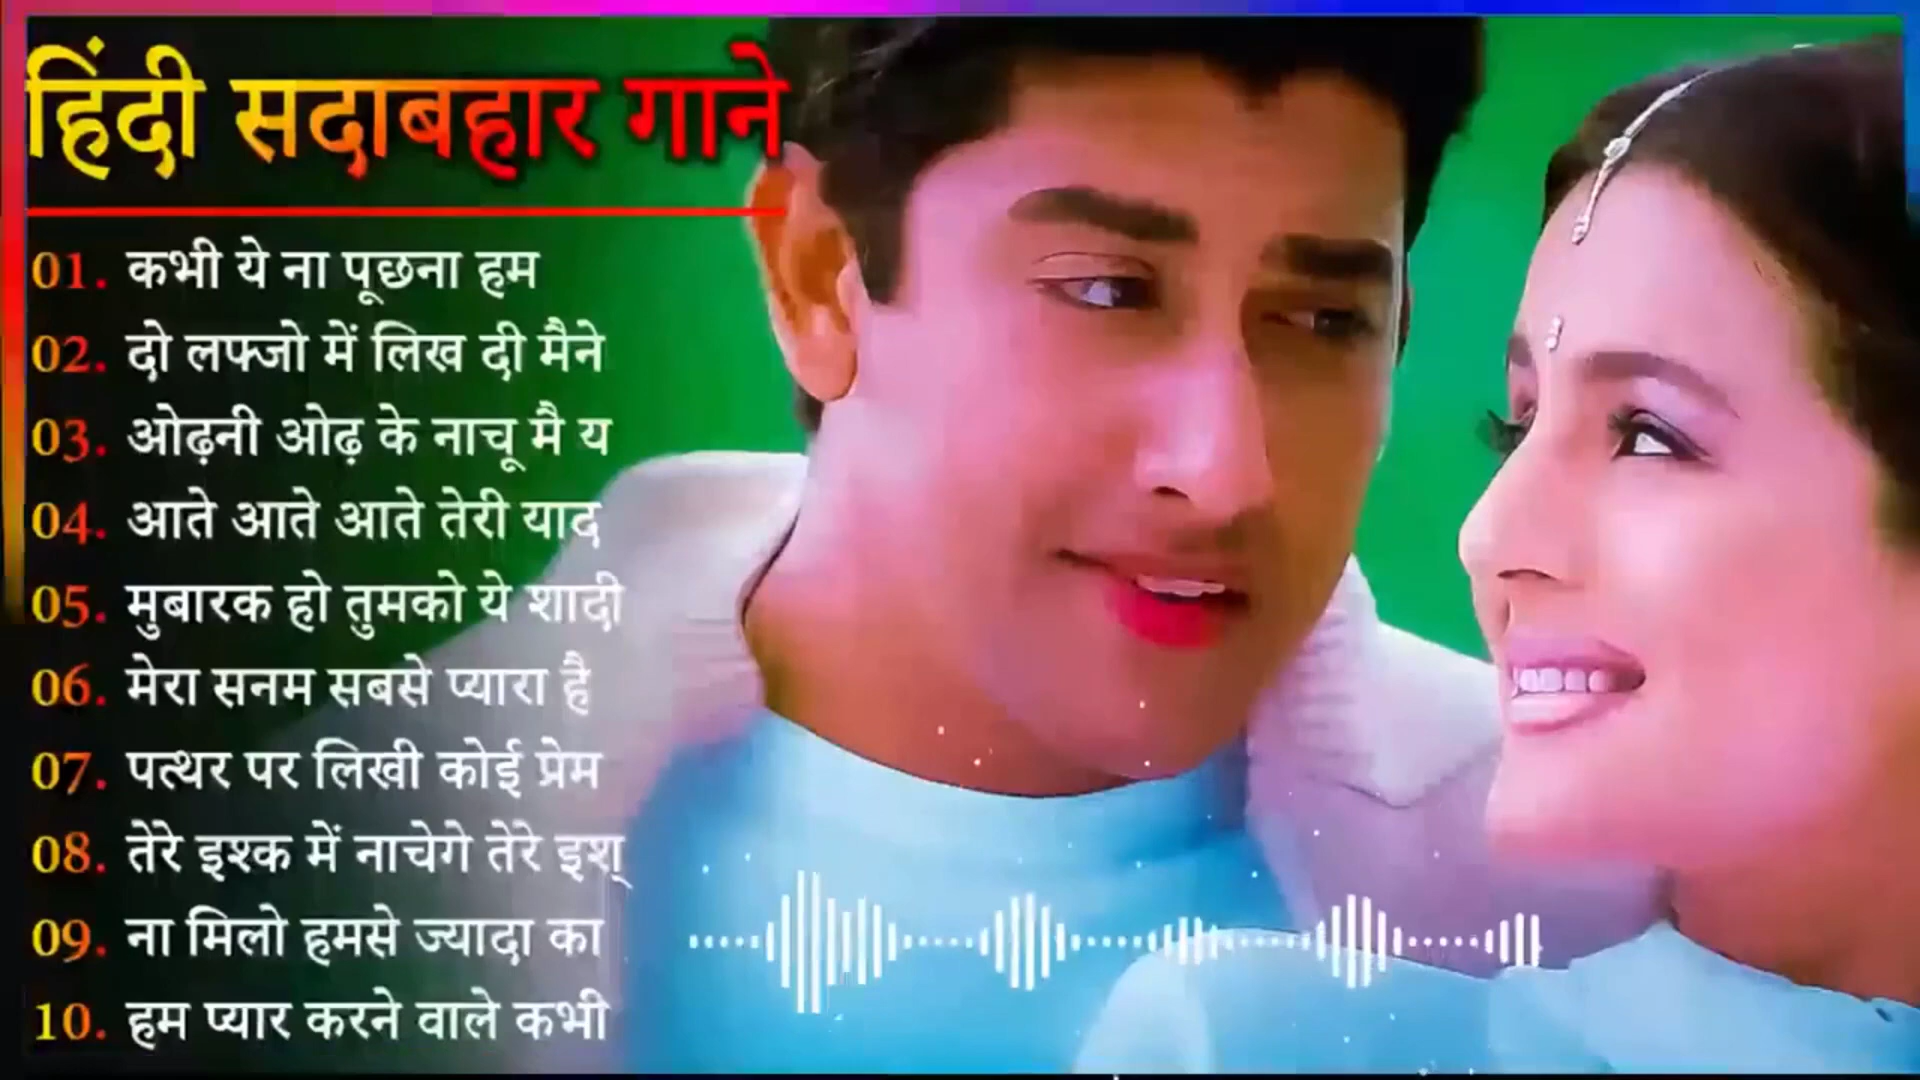 हिंदी सदाबहार गाने
01. कभी ये ना पूछना हम
02. दो लफ्जो में लिख दी मैने
03. ओढ़नी ओढ़ के नाचू मै य
04. आते आते आते तेरी याद
05. मुबारक हो तुमको ये शादी
06. मेरा सनम सबसे प्यारा है
07. पत्थर पर लिखी कोई प्रेम
08. तेरे इश्क में नाचेगे तेरे इश्
09. ना मिलो हमसे ज्यादा का
10. हम प्यार करने वाले कभी